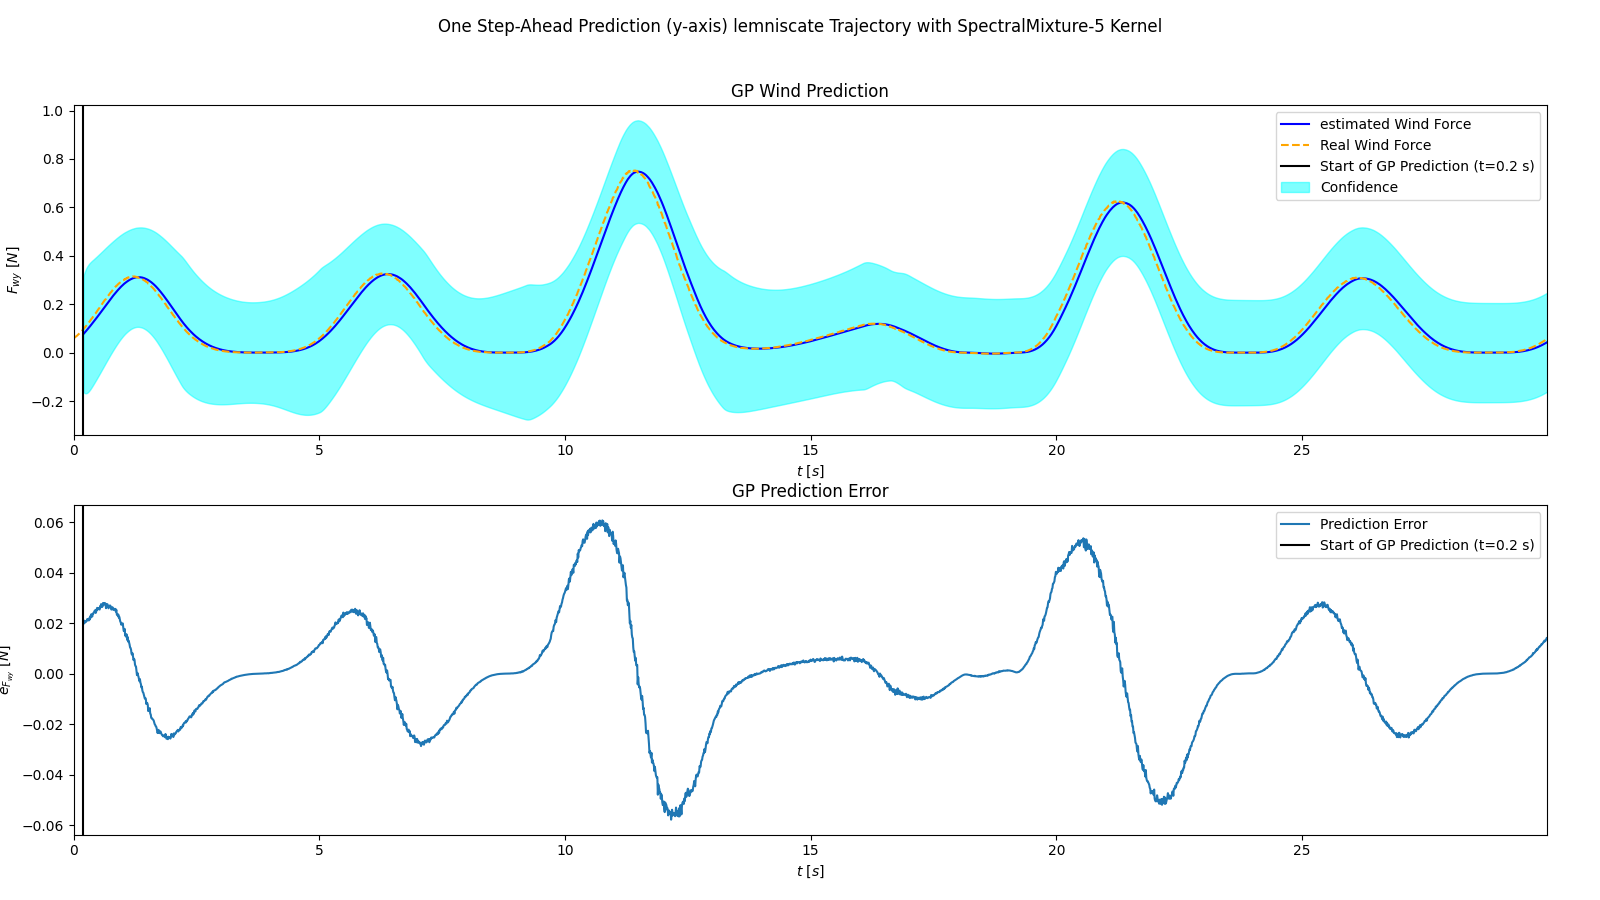 One Step-Ahead Prediction (y-axis) lemniscate Trajectory with SpectralMixture-5 Kernel
GP Wind Prediction
F_wy [N]
1.0
0.8
0.6
0.4
0.2
0.0
−0.2
estimated Wind Force
Real Wind Force
Start of GP Prediction (t=0.2 s)
Confidence
0 5 10 15 20 25
t [s]
GP Prediction Error
e_Fwy [N]
0.06
0.04
0.02
0.00
−0.02
−0.04
−0.06
Prediction Error
Start of GP Prediction (t=0.2 s)
0 5 10 15 20 25
t [s]